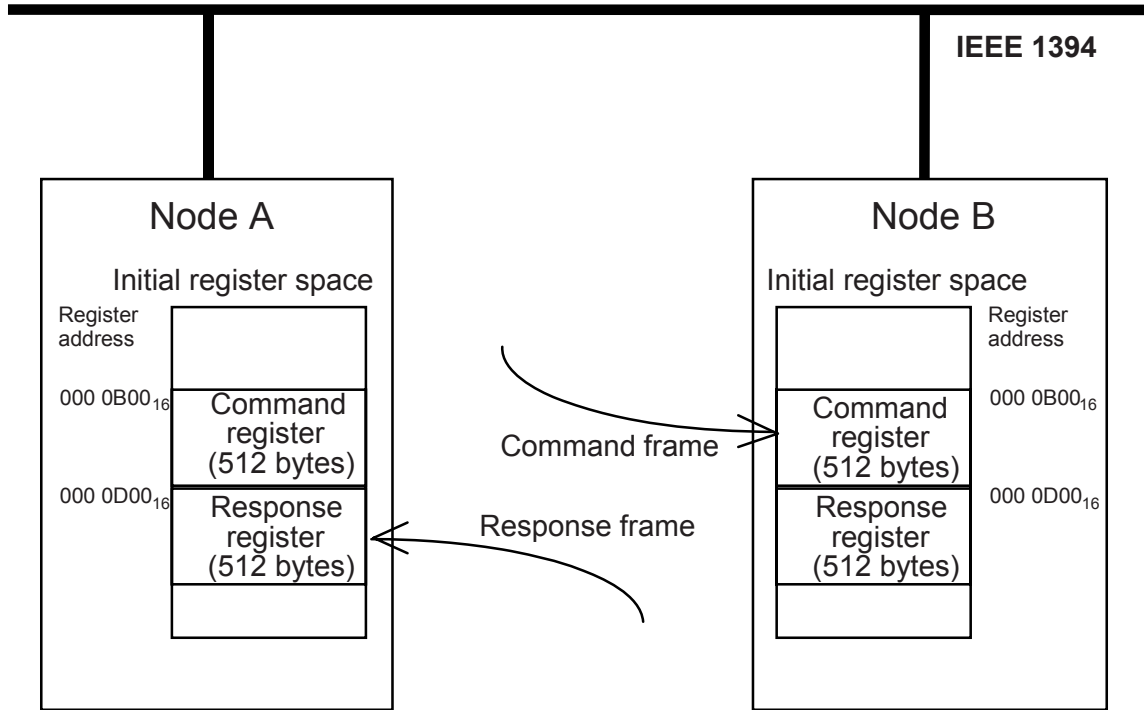 IEEE 1394
Node A
Initial register space
Register
address
000 0B00₁₆
Command
register
(512 bytes)
000 0D00₁₆
Response
register
(512 bytes)
Command frame
Response frame
Node B
Initial register space
Register
address
Command
register
(512 bytes)
000 0B00₁₆
Response
register
(512 bytes)
000 0D00₁₆